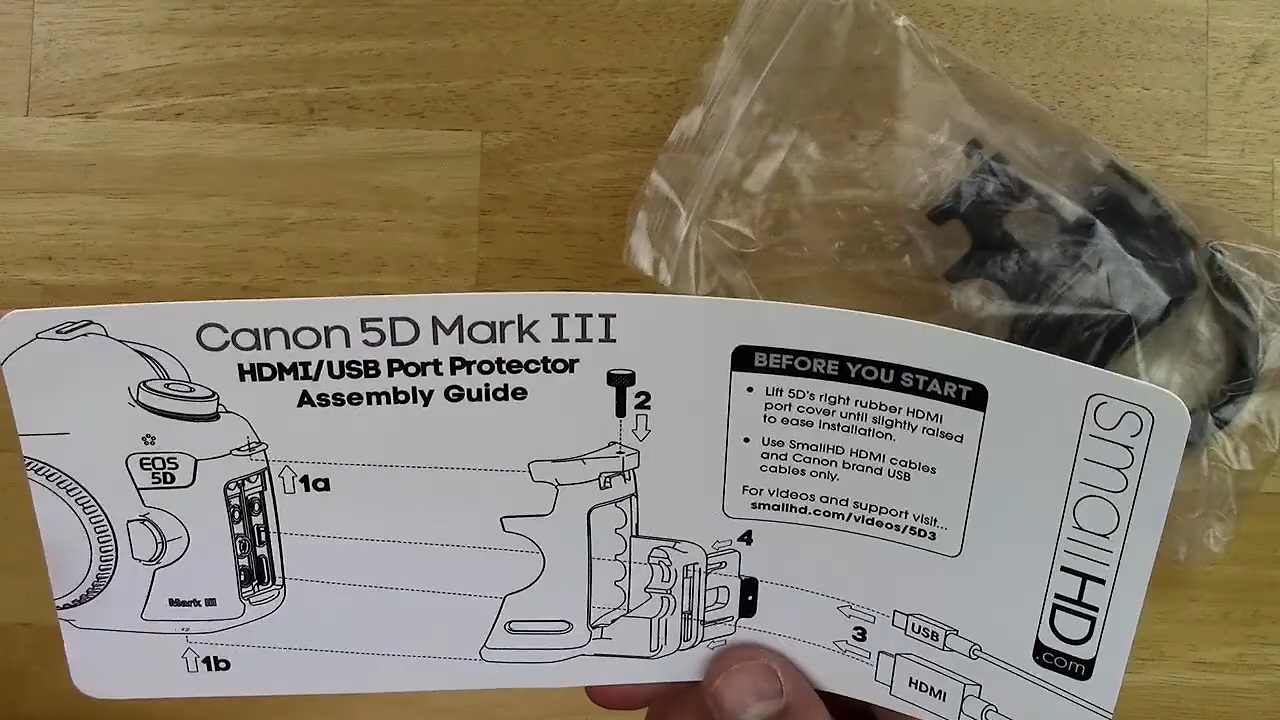 Canon 5D Mark III
HDMI/USB Port Protector
Assembly Guide
BEFORE YOU START
• Lift 5D's right rubber HDMI
port cover until slightly raised
to ease installation.
• Use SmallHD HDMI cables
and Canon brand USB
cables only.
For videos and support visit...
smallhd.com/videos/5D3
smallHD
.com
EOS
5D
Mark III
1a
1b
2
4
3
USB
HDMI